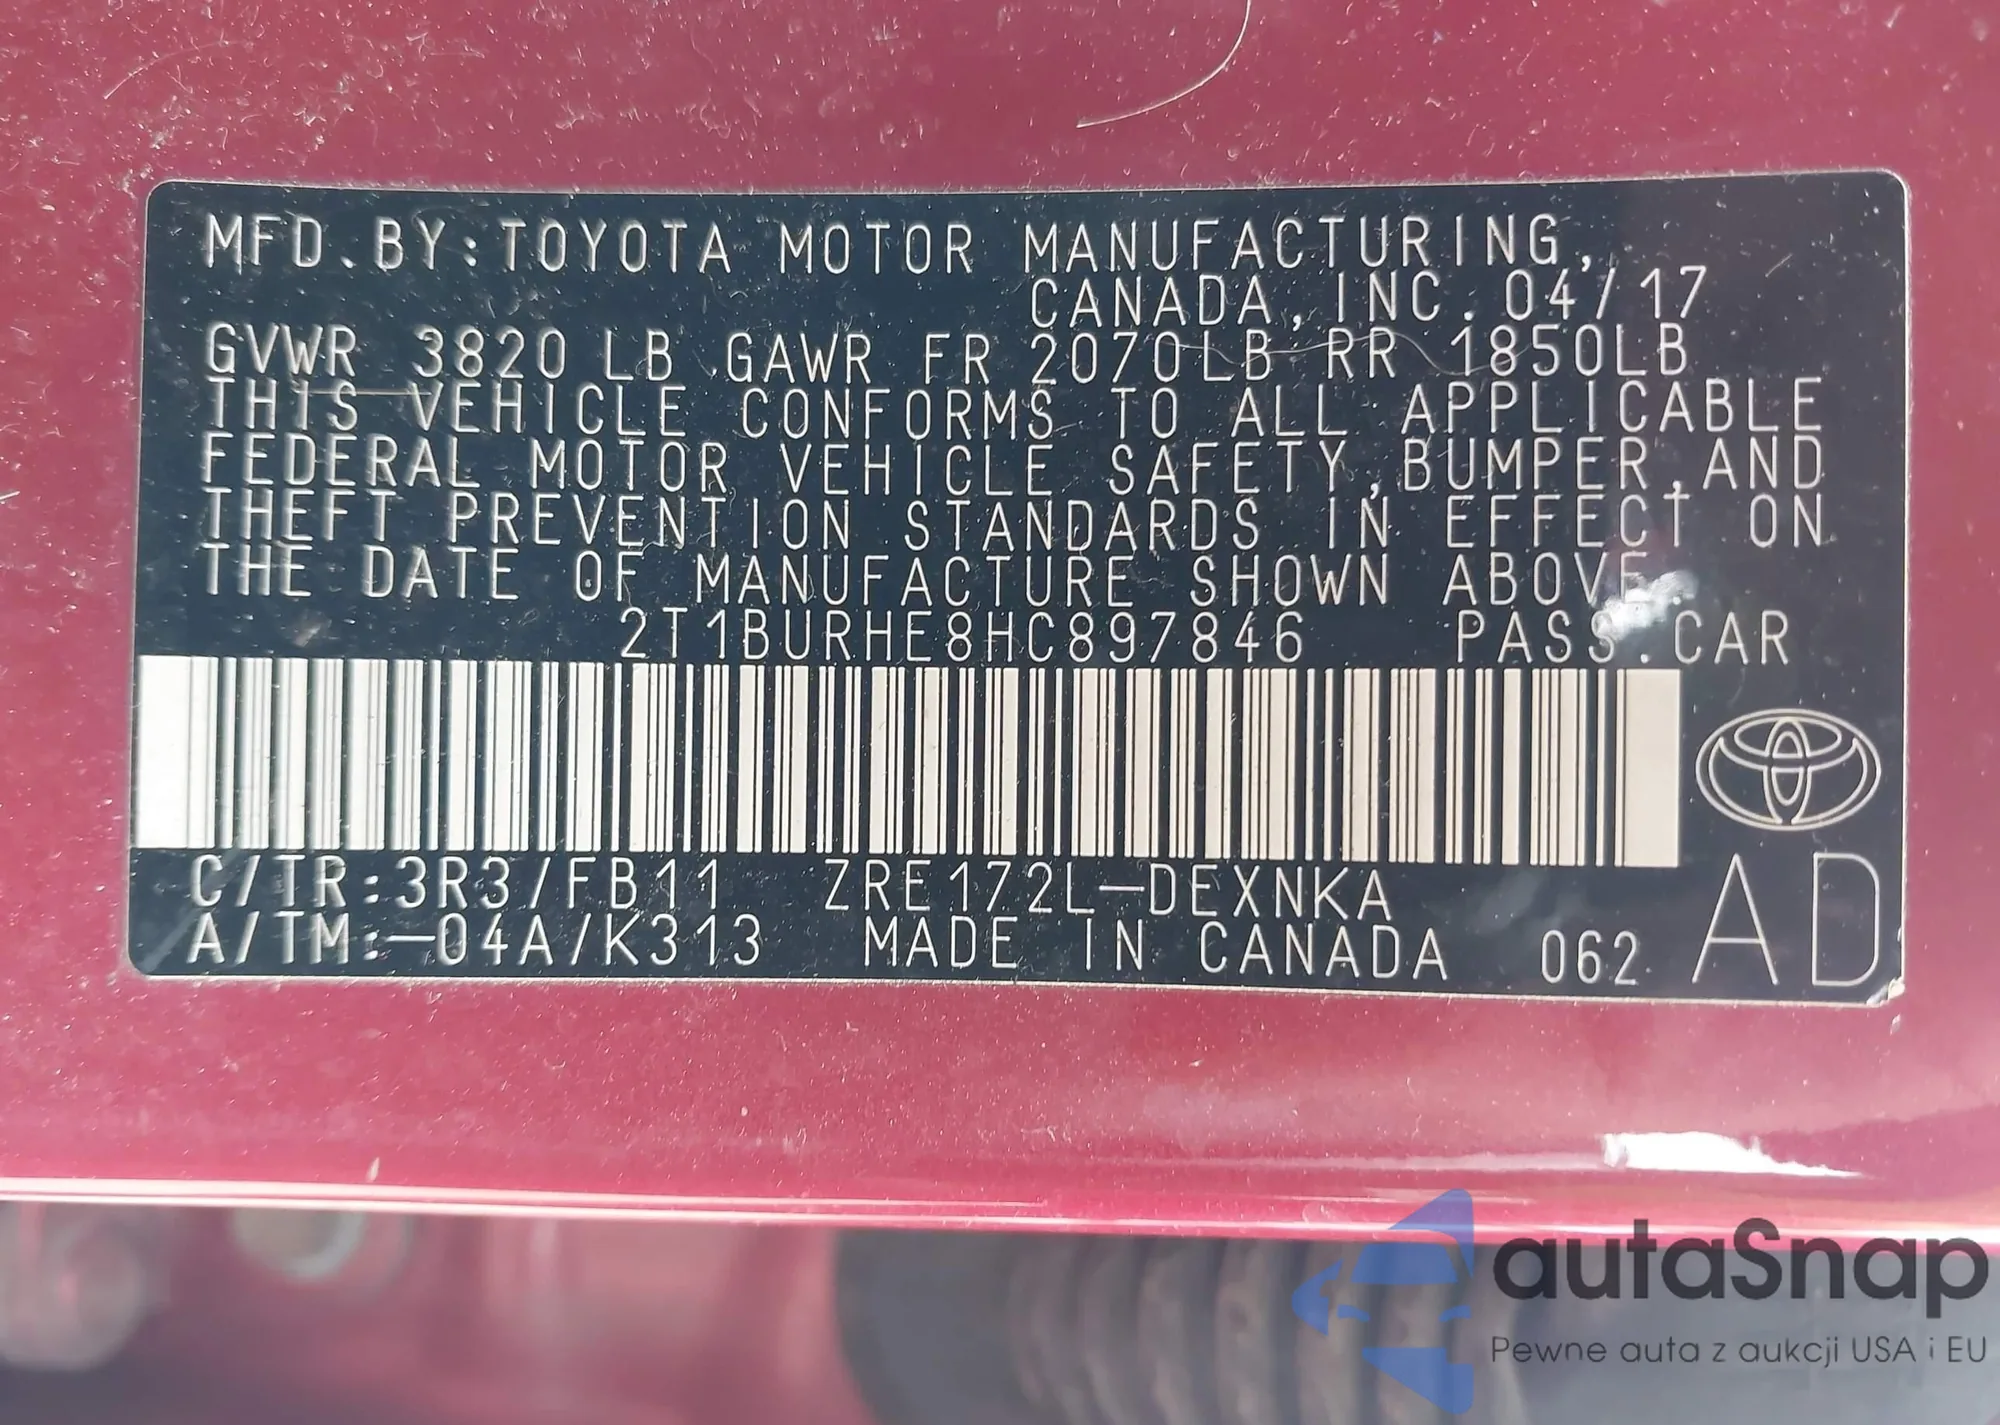 MFD.BY:TOYOTA MOTOR MANUFACTURING,
CANADA,INC.04/17
GVWR 3820 LB GAWR FR 2070LB RR 1850LB
THIS VEHICLE CONFORMS TO ALL APPLICABLE
FEDERAL MOTOR VEHICLE SAFETY,BUMPER,AND
THEFT PREVENTION STANDARDS IN EFFECT ON
THE DATE OF MANUFACTURE SHOWN ABOVE.
2T1BURHE8HC897846 PASS.CAR
C/TR:3R3/FB11 ZRE172L-DEXNKA
A/TM:-04A/K313 MADE IN CANADA 062 AD
autaSnap
Pewne auta z aukcji USA i EU